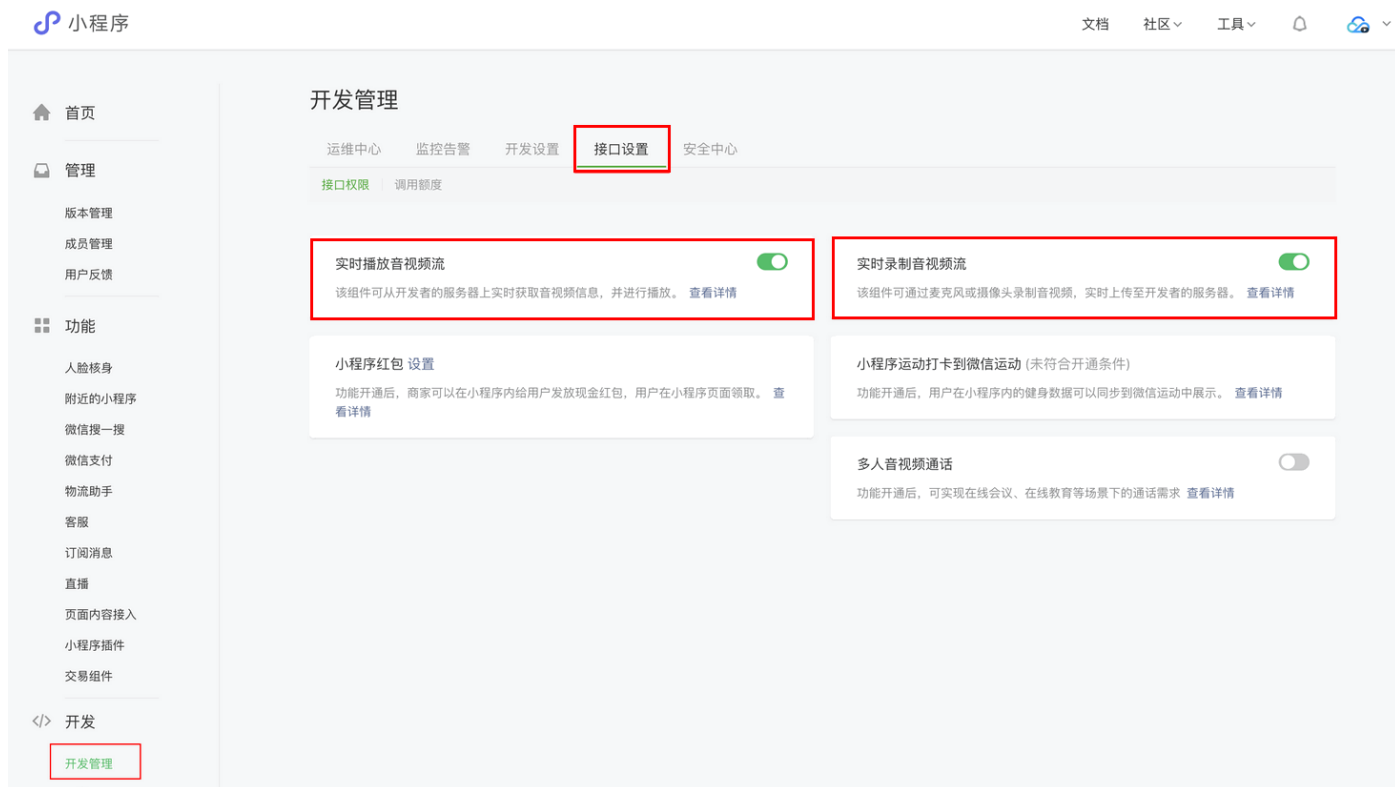 小程序
文档 社区 工具
首页
管理
版本管理
成员管理
用户反馈
功能
人脸核身
附近的小程序
微信搜一搜
微信支付
物流助手
客服
订阅消息
直播
页面内容接入
小程序插件
交易组件
开发
开发管理
开发管理
运维中心 监控告警 开发设置 接口设置 安全中心
接口权限 调用额度
实时播放音视频流
该组件可从开发者的服务器上实时获取音视频信息，并进行播放。 查看详情
实时录制音视频流
该组件可通过麦克风或摄像头录制音视频，实时上传至开发者的服务器。 查看详情
小程序红包 设置
功能开通后，商家可以在小程序内给用户发放现金红包，用户在小程序页面领取。 查
看详情
小程序运动打卡到微信运动 (未符合开通条件)
功能开通后，用户在小程序内的健身数据可以同步到微信运动中展示。 查看详情
多人音视频通话
功能开通后，可实现在线会议、在线教育等场景下的通话需求 查看详情